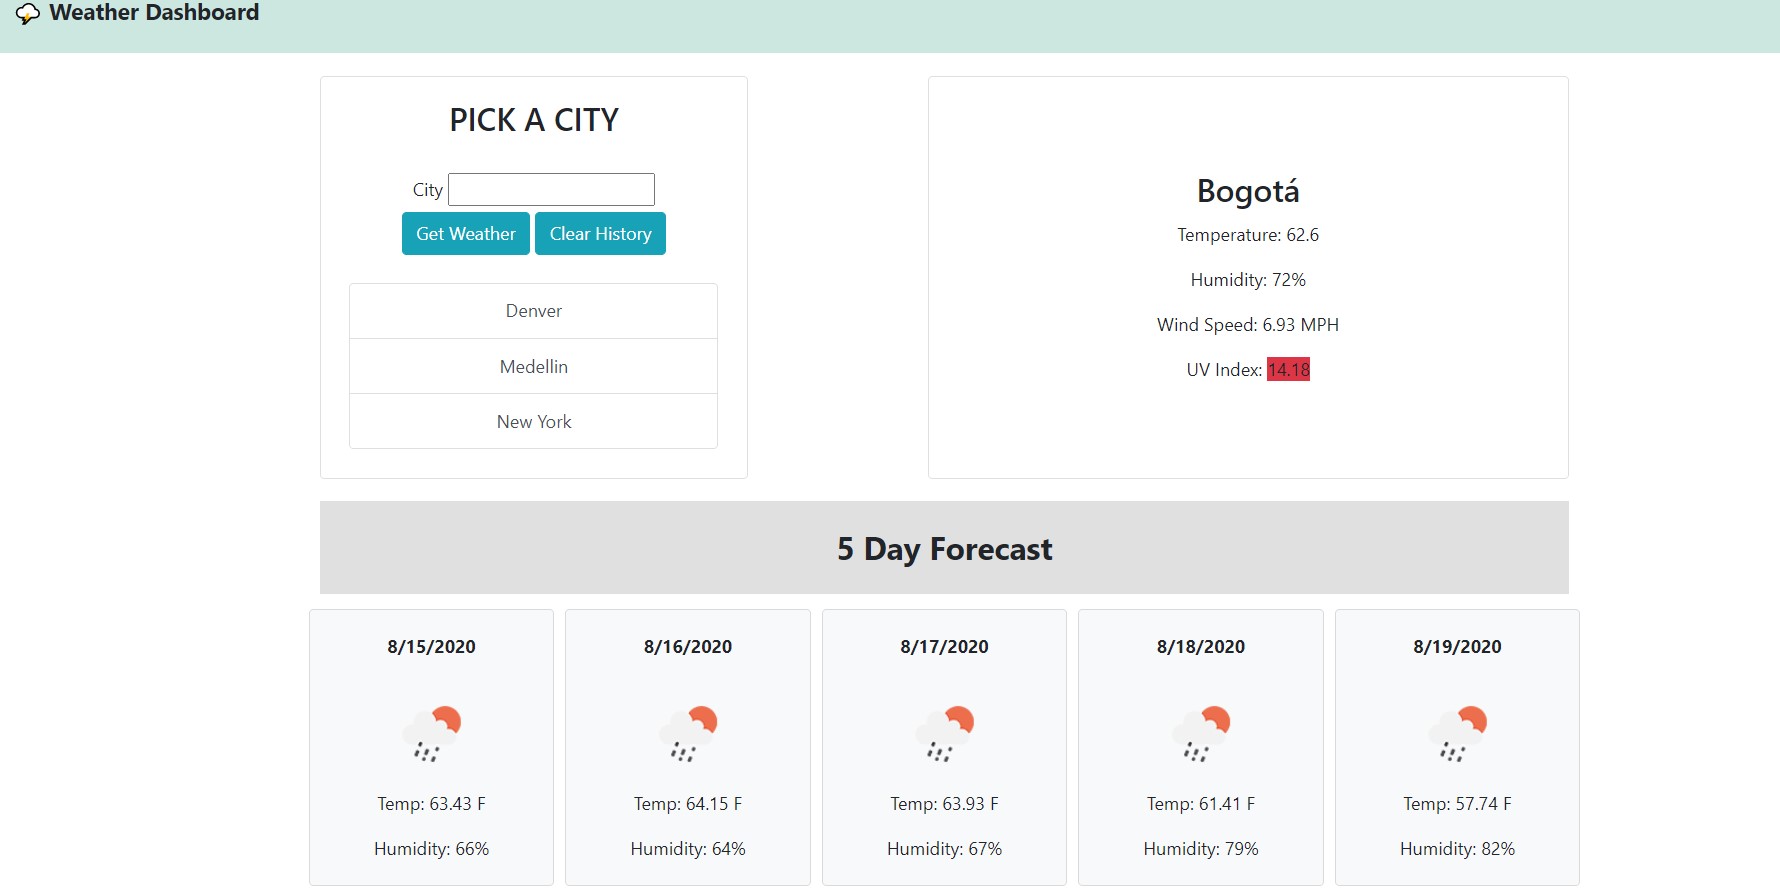 Weather Dashboard
PICK A CITY
City
Get Weather Clear History
Denver
Medellin
New York
Bogotá
Temperature: 62.6
Humidity: 72%
Wind Speed: 6.93 MPH
UV Index: 14.18
5 Day Forecast
8/15/2020
Temp: 63.43 F
Humidity: 66%
8/16/2020
Temp: 64.15 F
Humidity: 64%
8/17/2020
Temp: 63.93 F
Humidity: 67%
8/18/2020
Temp: 61.41 F
Humidity: 79%
8/19/2020
Temp: 57.74 F
Humidity: 82%